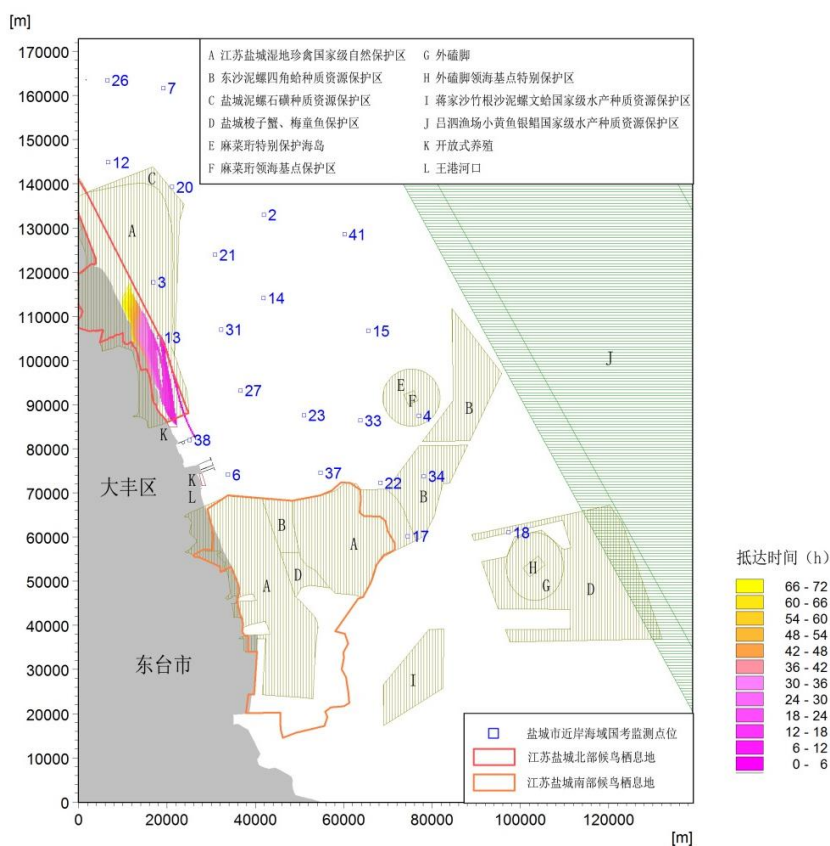 [m]
170000
160000
150000
140000
130000
120000
110000
100000
90000
80000
70000
60000
50000
40000
30000
20000
10000
0
A 江苏盐城湿地珍禽国家级自然保护区
B 东沙泥螺四角蛤种质资源保护区
C 盐城泥螺石磺种质资源保护区
D 盐城梭子蟹、梅童鱼保护区
E 麻菜珩特别保护海岛
F 麻菜珩领海基点保护区
G 外磕脚
H 外磕脚领海基点特别保护区
I 蒋家沙竹根沙泥螺文蛤国家级水产种质资源保护区
J 吕泗渔场小黄鱼银鲳国家级水产种质资源保护区
K 开放式养殖
L 王港河口
26
7
12
C
20
2
A
41
21
3
14
13
31
15
J
E
27
F
B
23
33
4
K
38
6
37
22
34
大丰区
K
L
B
B
17
18
A
D
H
A
G
D
东台市
I
抵达时间（h）
66 - 72
60 - 66
54 - 60
48 - 54
42 - 48
36 - 42
30 - 36
24 - 30
18 - 24
12 - 18
6 - 12
0 - 6
盐城市近岸海域国考监测点位
江苏盐城北部候鸟栖息地
江苏盐城南部候鸟栖息地
0
20000
40000
60000
80000
100000
120000
[m]